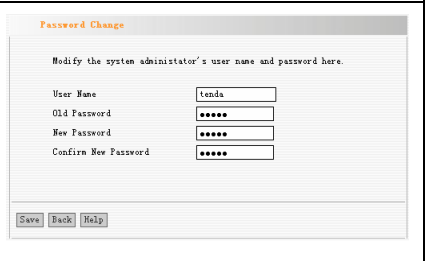 Password Change
Modify the system administator's user name and password here.
User Name tenda
Old Password ●●●●●
New Password ●●●●●
Confirm New Password ●●●●●
Save Back Help